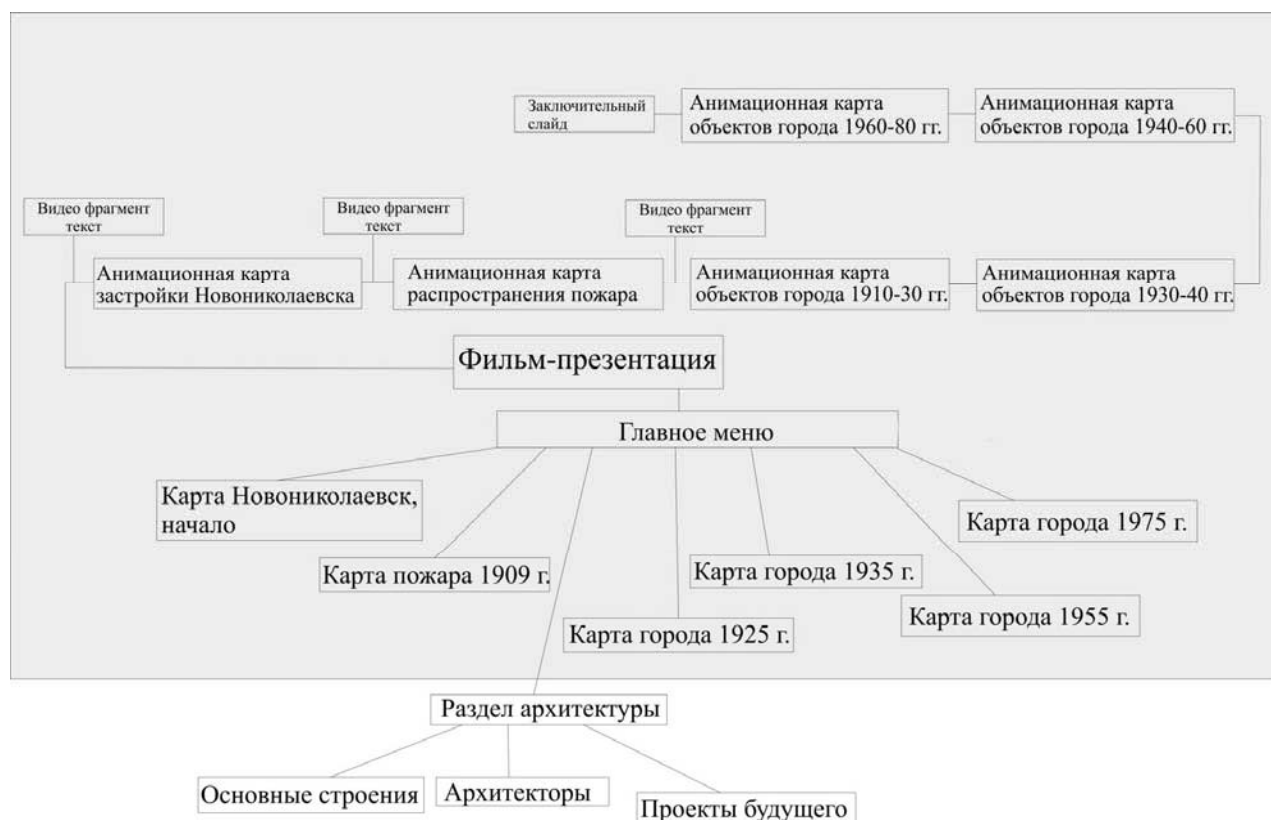 Заключительный
слайд
Анимационная карта
объектов города 1960-80 гг.
Анимационная карта
объектов города 1940-60 гг.
Видео фрагмент
текст
Видео фрагмент
текст
Видео фрагмент
текст
Анимационная карта
застройки Новониколаевска
Анимационная карта
распространения пожара
Анимационная карта
объектов города 1910-30 гг.
Анимационная карта
объектов города 1930-40 гг.
Фильм-презентация
Главное меню
Карта Новониколаевск,
начало
Карта пожара 1909 г.
Карта города 1925 г.
Карта города 1935 г.
Карта города 1955 г.
Карта города 1975 г.
Раздел архитектуры
Основные строения
Архитекторы
Проекты будущего